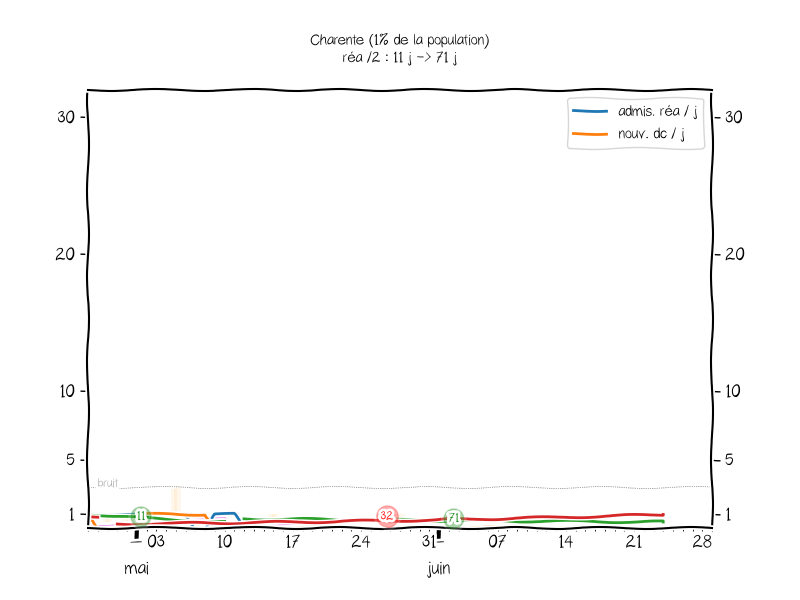 Charente (1% de la population)
réa /2 : 11 j -> 71 j
admis. réa / j
nouv. dc / j
30
30
20
20
10
10
5
5
bruit
1
1
11
32
71
03 10 17 24 31 07 14 21 28
mai juin